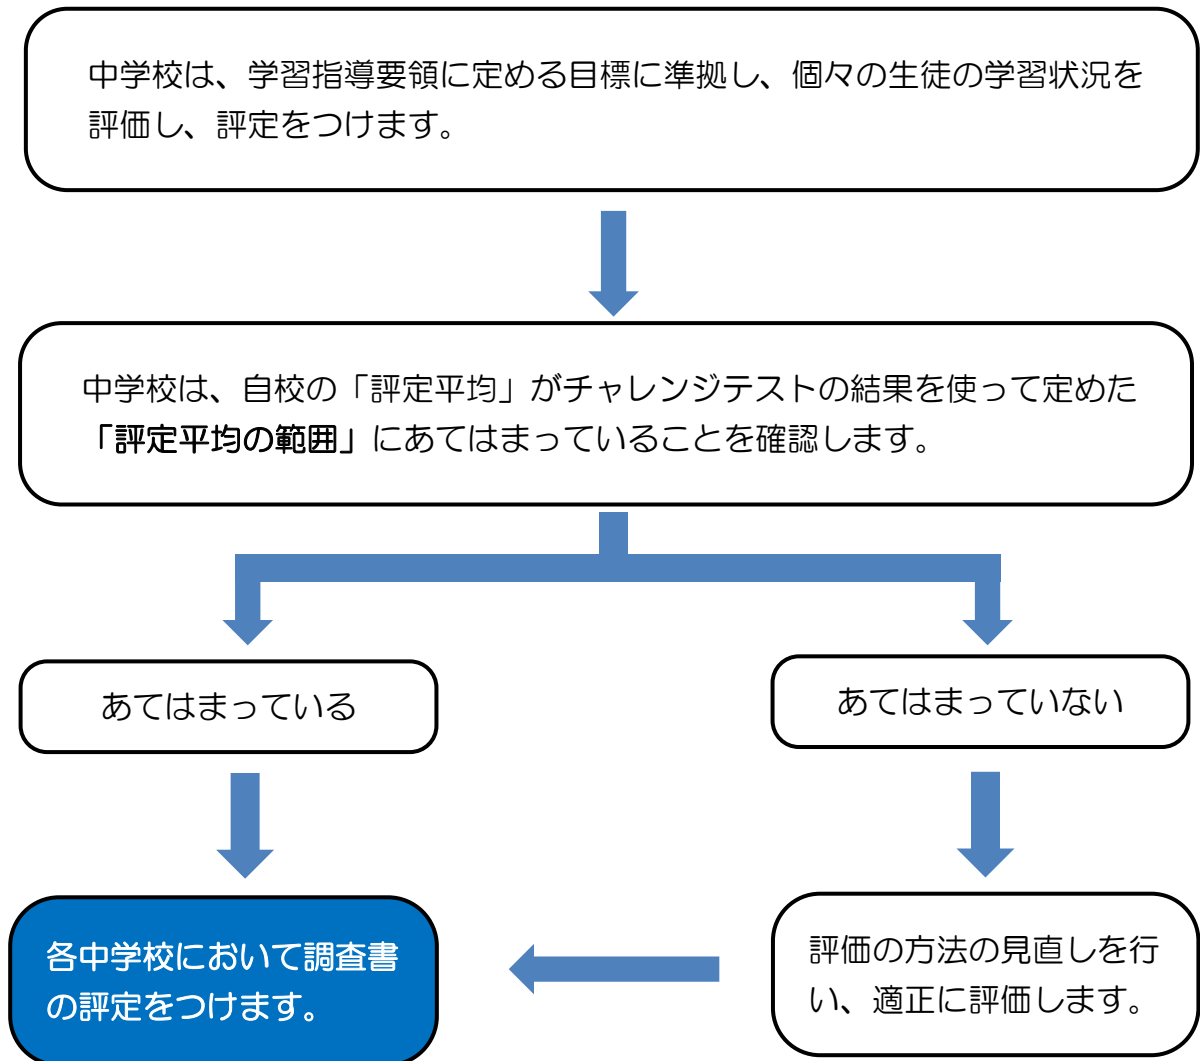 中学校は、学習指導要領に定める目標に準拠し、個々の生徒の学習状況を
評価し、評定をつけます。
中学校は、自校の「評定平均」がチャレンジテストの結果を使って定めた
「評定平均の範囲」にあてはまっていることを確認します。
あてはまっている
あてはまっていない
各中学校において調査書
の評定をつけます。
評価の方法の見直しを行
い、適正に評価します。